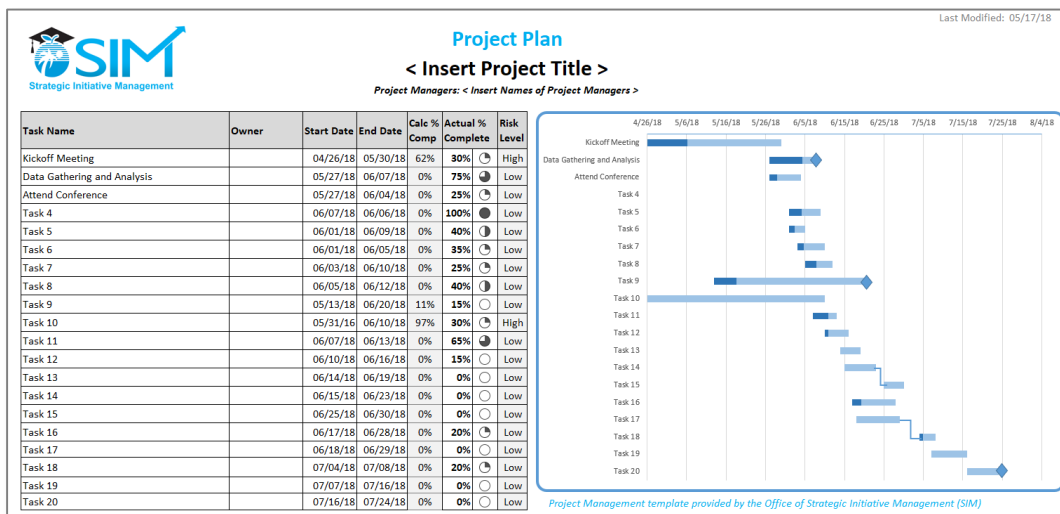 Last Modified: 05/17/18
SIM
Strategic Initiative Management
Project Plan
< Insert Project Title >
Project Managers: < Insert Names of Project Managers >
Task Name Owner Start Date End Date Calc % Comp Actual % Complete Risk Level
Kickoff Meeting 04/26/18 05/30/18 62% 30% High
Data Gathering and Analysis 05/27/18 06/07/18 0% 75% Low
Attend Conference 05/27/18 06/04/18 0% 25% Low
Task 4 06/07/18 06/06/18 0% 100% Low
Task 5 06/01/18 06/09/18 0% 40% Low
Task 6 06/01/18 06/05/18 0% 35% Low
Task 7 06/03/18 06/10/18 0% 25% Low
Task 8 06/05/18 06/12/18 0% 40% Low
Task 9 05/13/18 06/20/18 11% 15% Low
Task 10 05/31/16 06/10/18 97% 30% High
Task 11 06/07/18 06/13/18 0% 65% Low
Task 12 06/10/18 06/16/18 0% 15% Low
Task 13 06/14/18 06/19/18 0% 0% Low
Task 14 06/15/18 06/23/18 0% 0% Low
Task 15 06/25/18 06/30/18 0% 0% Low
Task 16 06/17/18 06/28/18 0% 20% Low
Task 17 06/18/18 06/29/18 0% 0% Low
Task 18 07/04/18 07/08/18 0% 20% Low
Task 19 07/07/18 07/16/18 0% 0% Low
Task 20 07/16/18 07/24/18 0% 0% Low
4/26/18 5/6/18 5/16/18 5/26/18 6/5/18 6/15/18 6/25/18 7/5/18 7/15/18 7/25/18 8/4/18
Kickoff Meeting
Data Gathering and Analysis
Attend Conference
Task 4
Task 5
Task 6
Task 7
Task 8
Task 9
Task 10
Task 11
Task 12
Task 13
Task 14
Task 15
Task 16
Task 17
Task 18
Task 19
Task 20
Project Management template provided by the Office of Strategic Initiative Management (SIM)